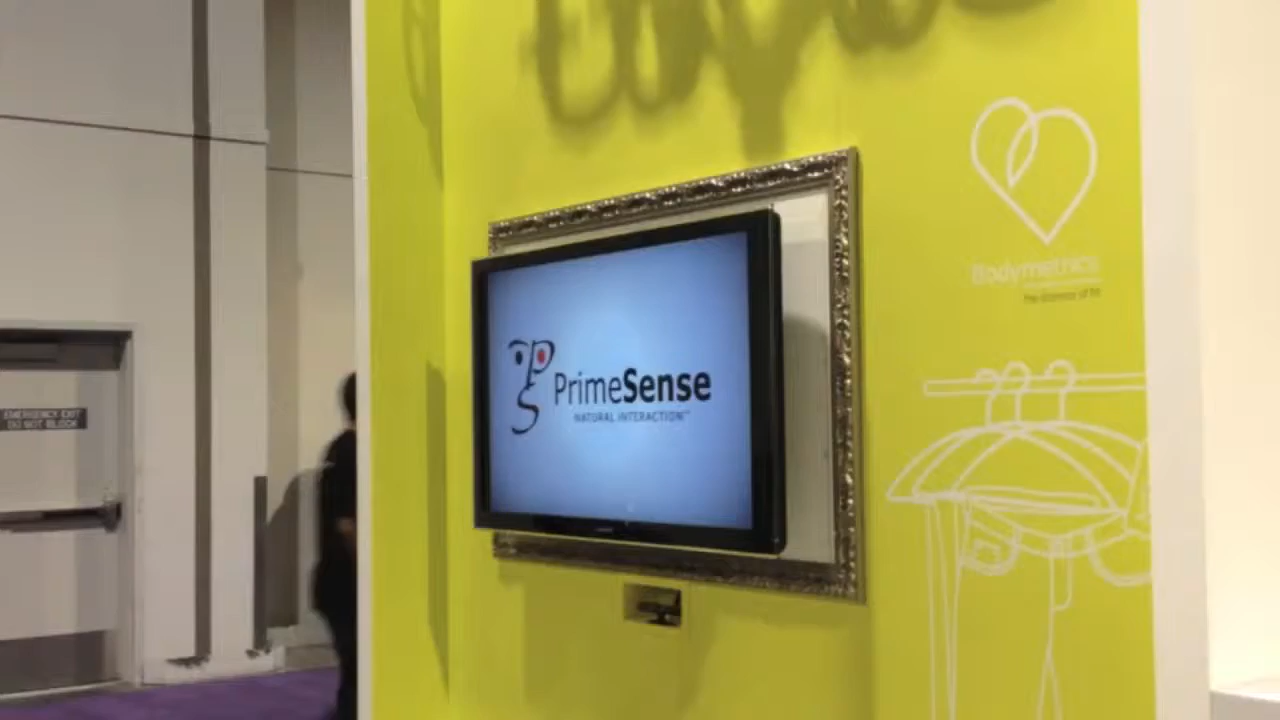 EMERGENCY EXIT
DO NOT BLOCK
PrimeSense
NATURAL INTERACTION™
Bodymetrics